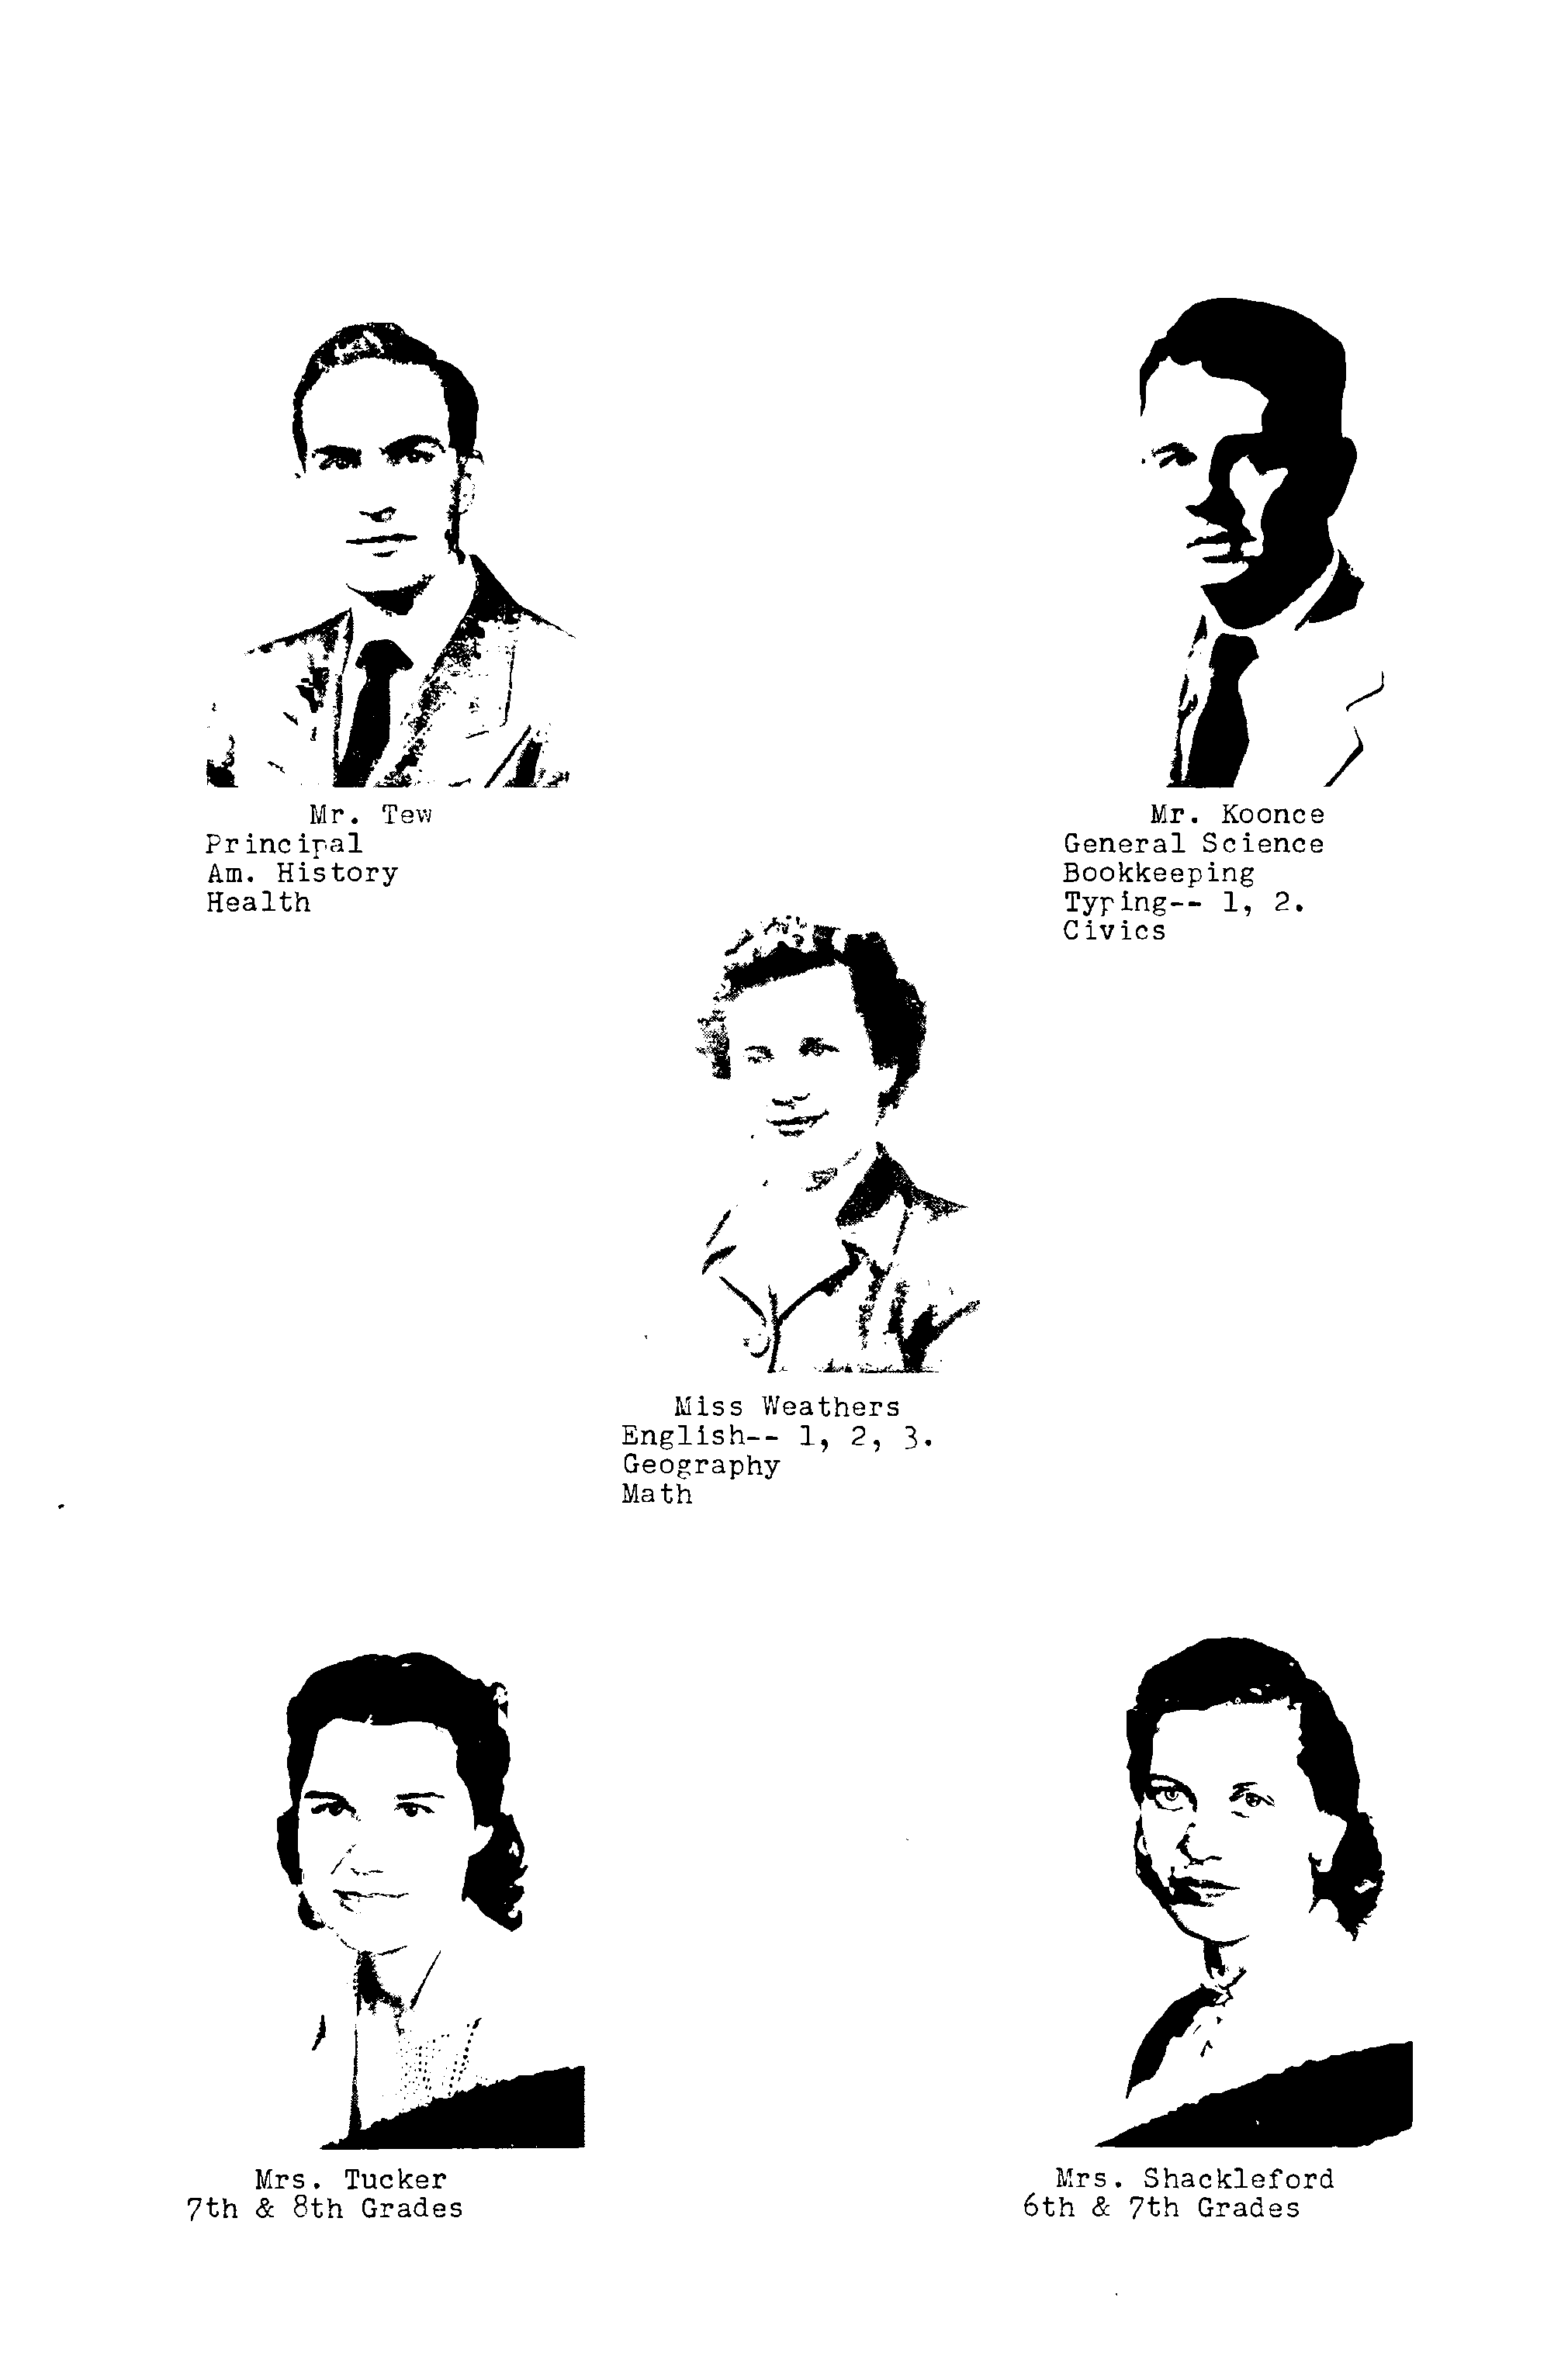 Mr. Tew
Principal
Am. History
Health
Mr. Koonce
General Science
Bookkeeping
Typing-- 1, 2.
Civics
Miss Weathers
English-- 1, 2, 3.
Geography
Math
Mrs. Tucker
7th & 8th Grades
Mrs. Shackleford
6th & 7th Grades